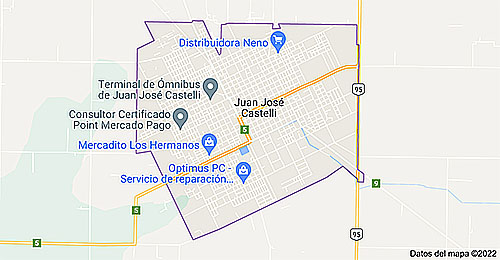 Distribuidora Neno
Terminal de Ómnibus
de Juan José Castelli
Juan José
Castelli
95
Consultor Certificado
Point Mercado Pago
5
Mercadito Los Hermanos
Optimus PC -
Servicio de reparación...
9
5
95
5
Datos del mapa ©2022